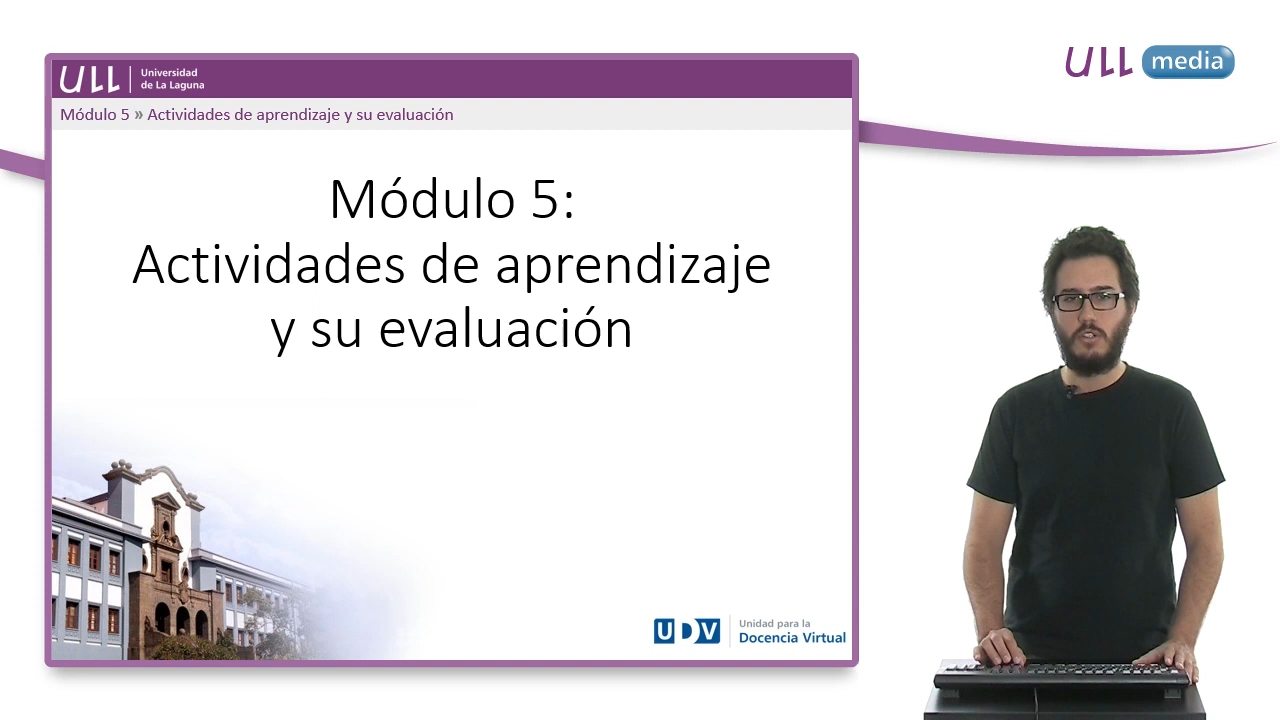 ULL
Universidad
de La Laguna
ULL media
Módulo 5 » Actividades de aprendizaje y su evaluación
Módulo 5:
Actividades de aprendizaje
y su evaluación
UDV
Unidad para la
Docencia Virtual